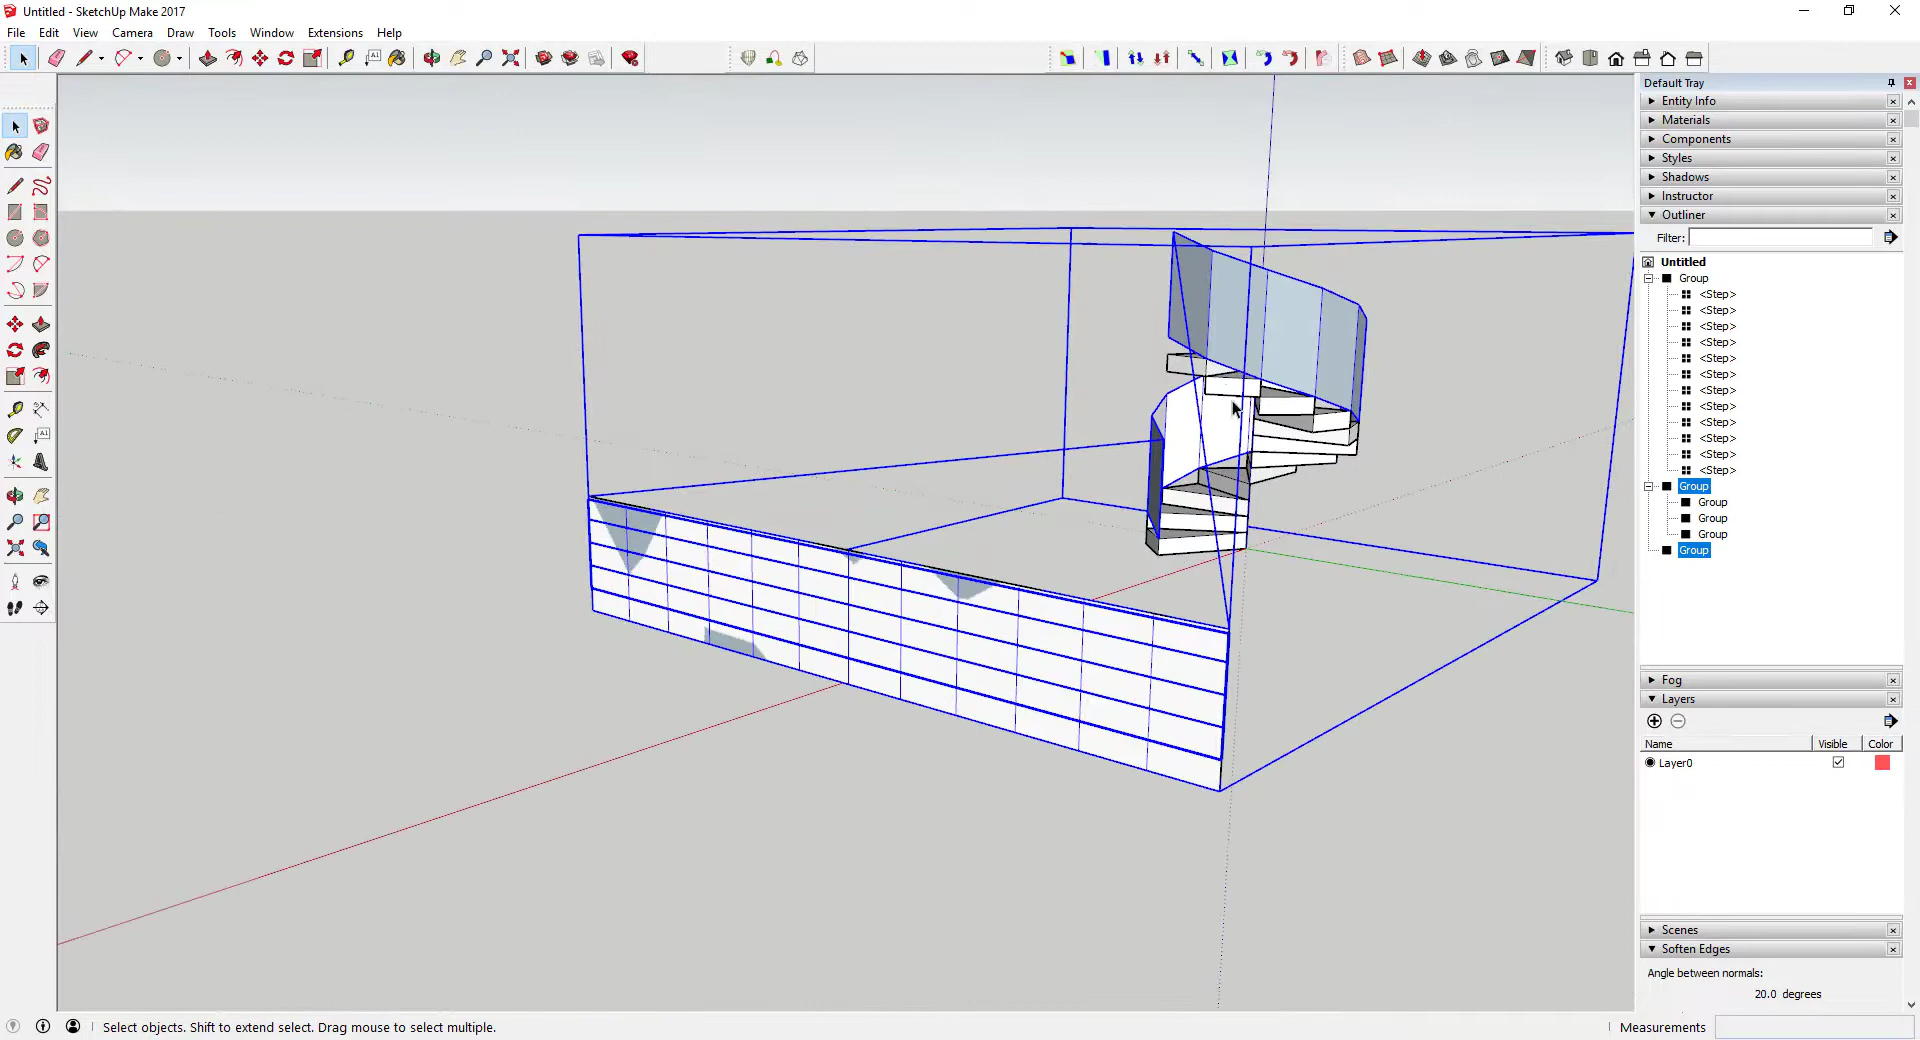 Untitled - SketchUp Make 2017
File Edit View Camera Draw Tools Window Extensions Help
Default Tray
Entity Info
Materials
Components
Styles
Shadows
Instructor
Outliner
Filter:
Untitled
Group
<Step>
<Step>
<Step>
<Step>
<Step>
<Step>
<Step>
<Step>
<Step>
<Step>
<Step>
<Step>
Group
Group
Group
Group
Group
Fog
Layers
Name Visible Color
Layer0
Scenes
Soften Edges
Angle between normals:
20.0 degrees
Select objects. Shift to extend select. Drag mouse to select multiple.
Measurements